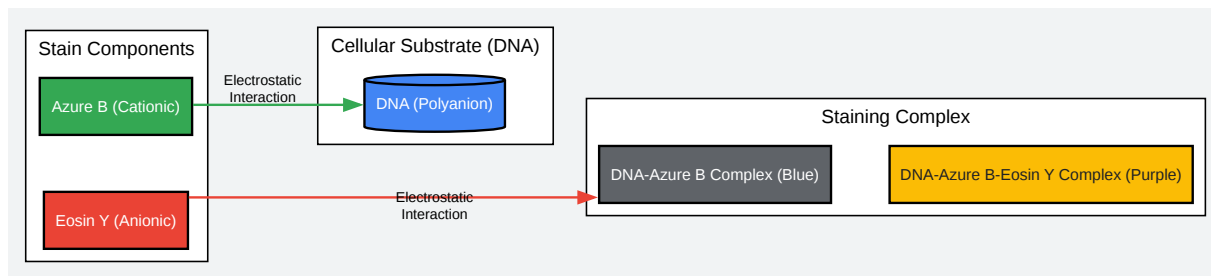 Stain Components
Azure B (Cationic)
Eosin Y (Anionic)
Electrostatic
Interaction
Cellular Substrate (DNA)
DNA (Polyanion)
Electrostatic
Interaction
Staining Complex
DNA-Azure B Complex (Blue)
DNA-Azure B-Eosin Y Complex (Purple)